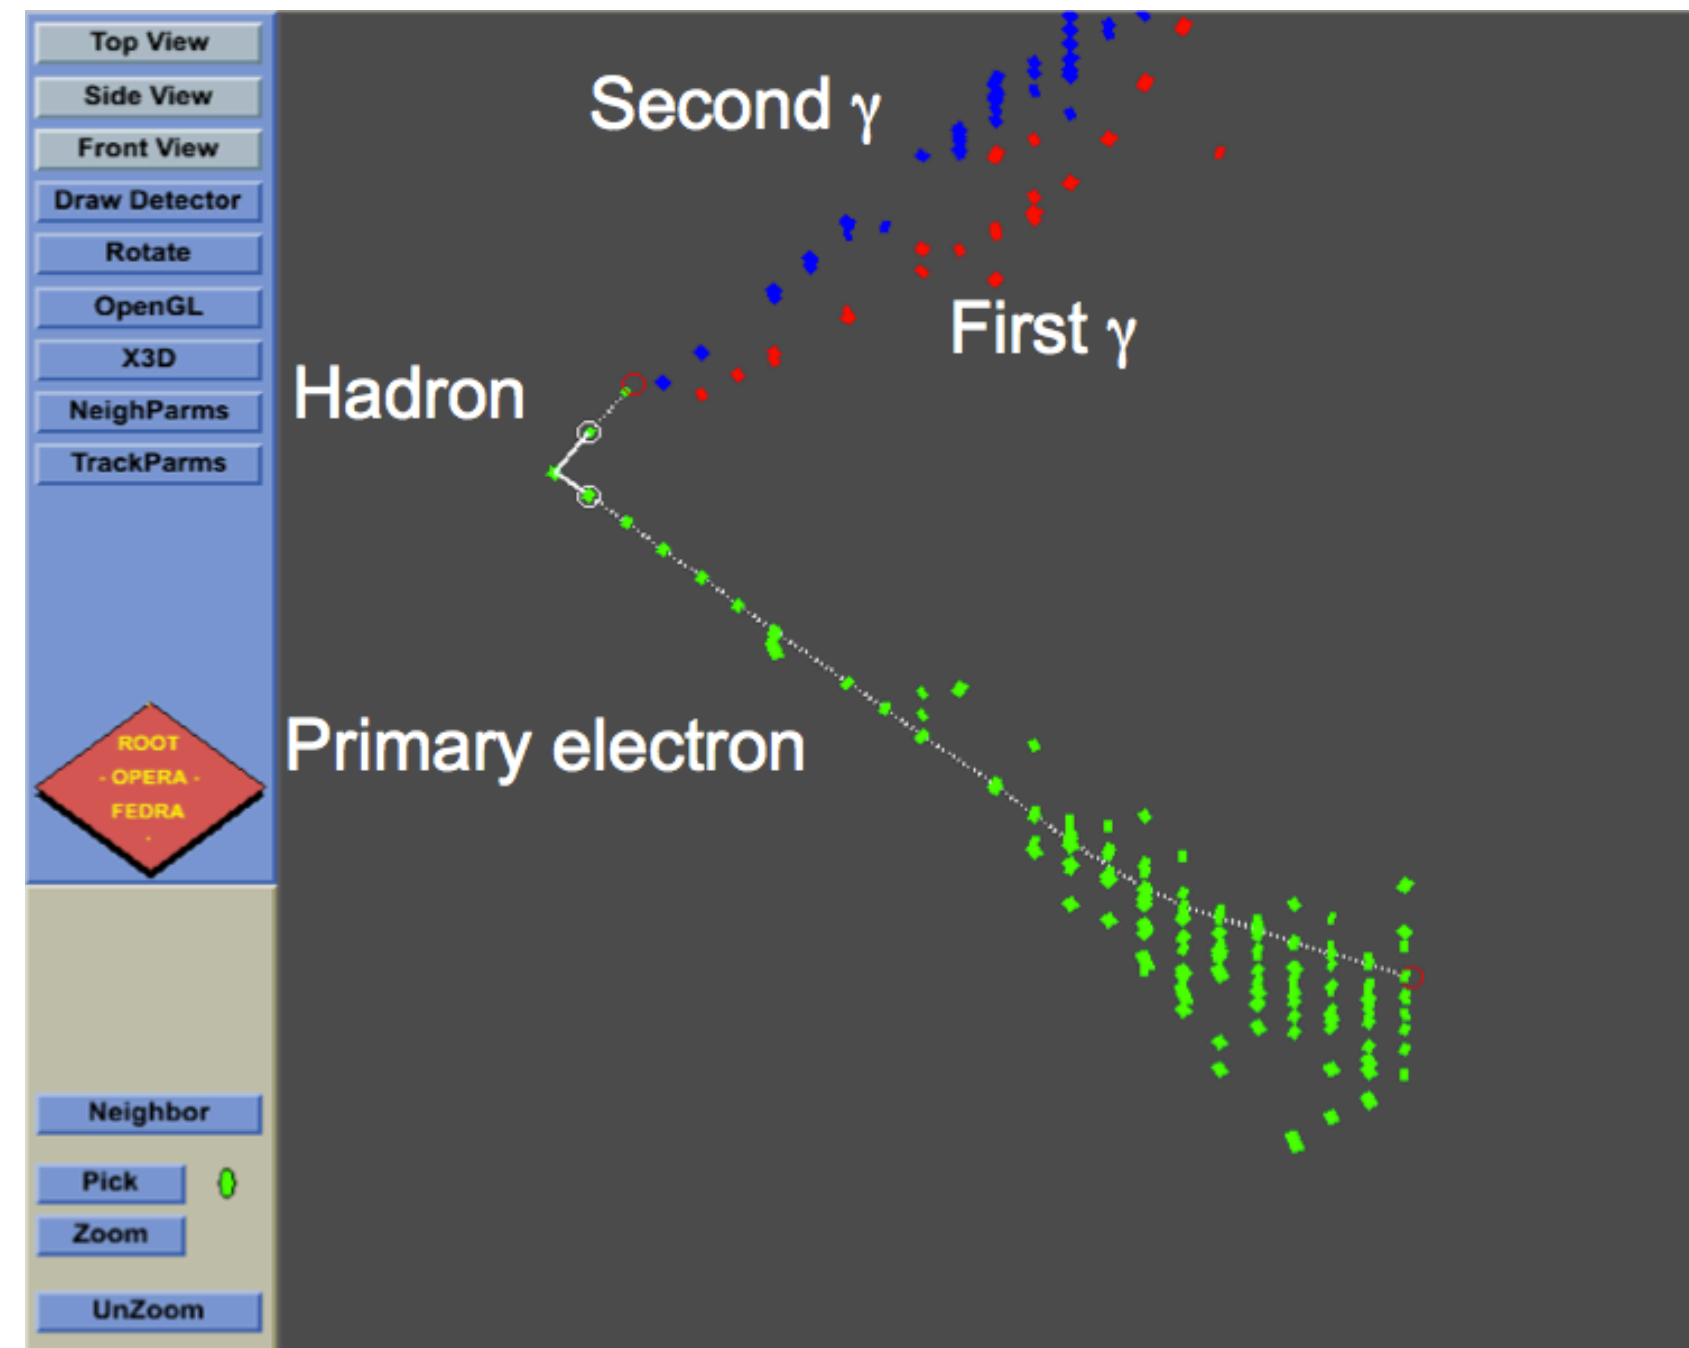 Top View
Side View
Front View
Draw Detector
Rotate
OpenGL
X3D
NeighParms
TrackParms
ROOT
- OPERA -
FEDRA
-
Neighbor
Pick
Zoom
UnZoom
Second γ
First γ
Hadron
Primary electron